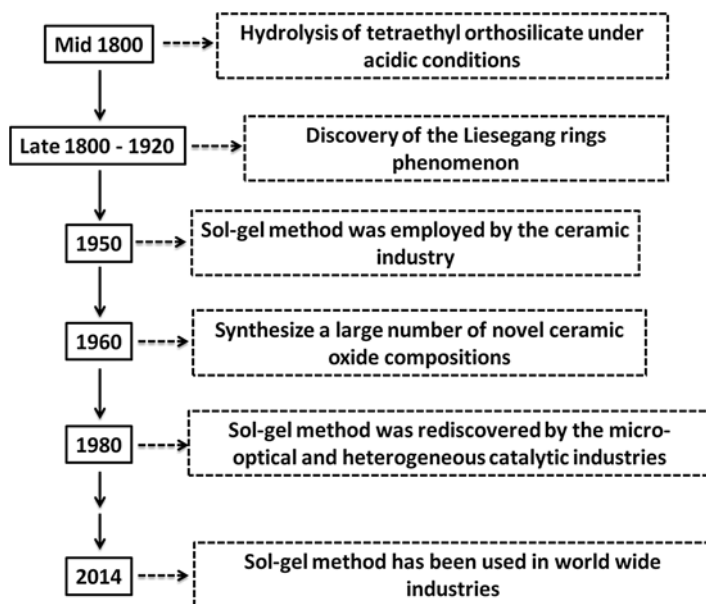 Mid 1800
Hydrolysis of tetraethyl orthosilicate under
acidic conditions
Late 1800 - 1920
Discovery of the Liesegang rings
phenomenon
1950
Sol-gel method was employed by the ceramic
industry
1960
Synthesize a large number of novel ceramic
oxide compositions
1980
Sol-gel method was rediscovered by the micro-
optical and heterogeneous catalytic industries
2014
Sol-gel method has been used in world wide
industries